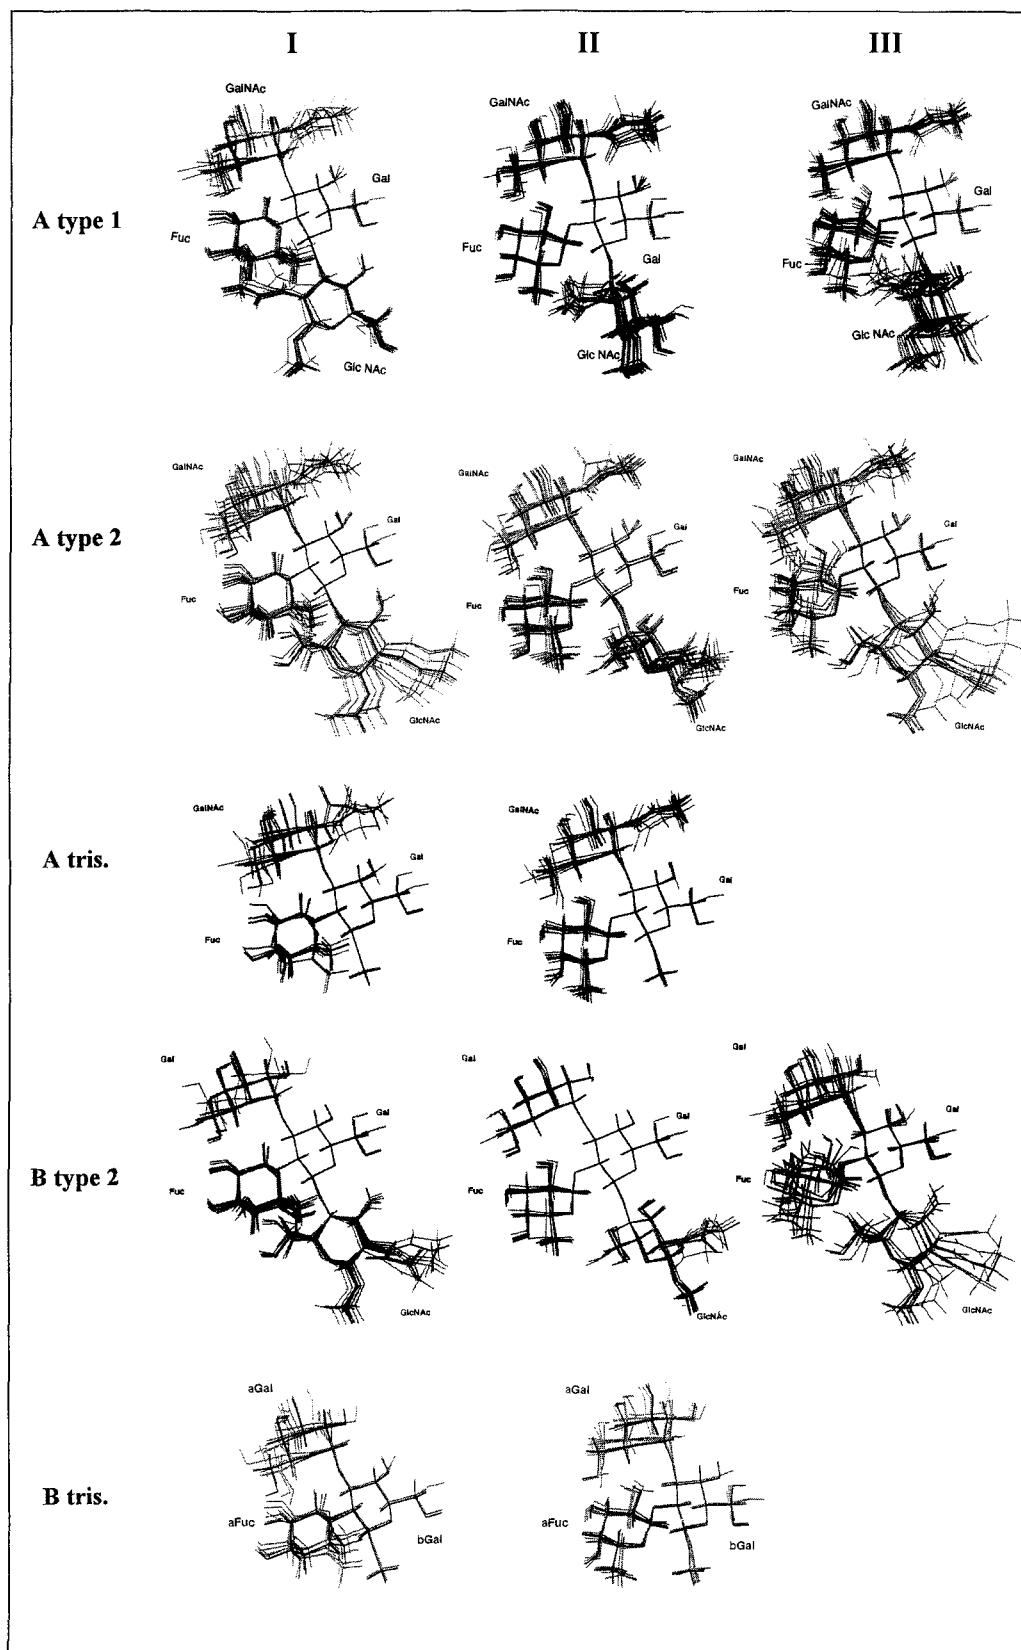 I II III
GalNAc GalNAc GalNAc
Gal Gal
A type 1
Fuc Fuc Gal Fuc
Glc NAc Glc NAc Glc NAc
GalNAc GalNAc GalNAc
Gal Gal Gal
A type 2
Fuc Fuc Fuc
GlcNAc GlcNAc GlcNAc
GalNAc GalNAc
A tris.
Gal Gal
Fuc Fuc
Gal Gal Gal
Gal Gal Gal
B type 2
Fuc Fuc Fuc
GlcNAc GlcNAc GlcNAc
aGal aGal
B tris.
aFuc aFuc
bGal bGal